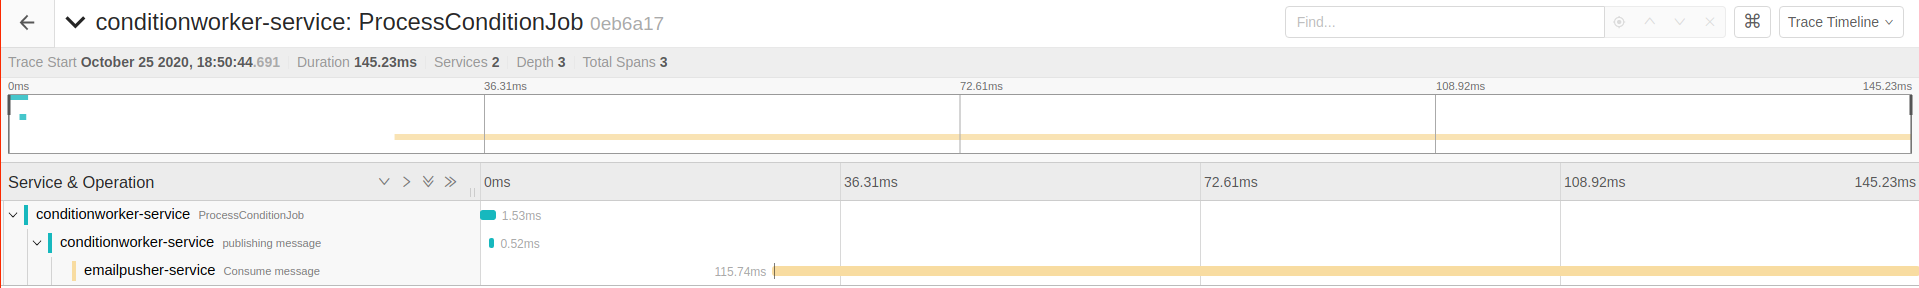 conditionworker-service: ProcessConditionJob 0eb6a17 Find... ⌘ Trace Timeline
Trace Start October 25 2020, 18:50:44.691 Duration 145.23ms Services 2 Depth 3 Total Spans 3
0ms 36.31ms 72.61ms 108.92ms 145.23ms
Service & Operation 0ms 36.31ms 72.61ms 108.92ms 145.23ms
conditionworker-service ProcessConditionJob 1.53ms
conditionworker-service publishing message 0.52ms
emailpusher-service Consume message 115.74ms